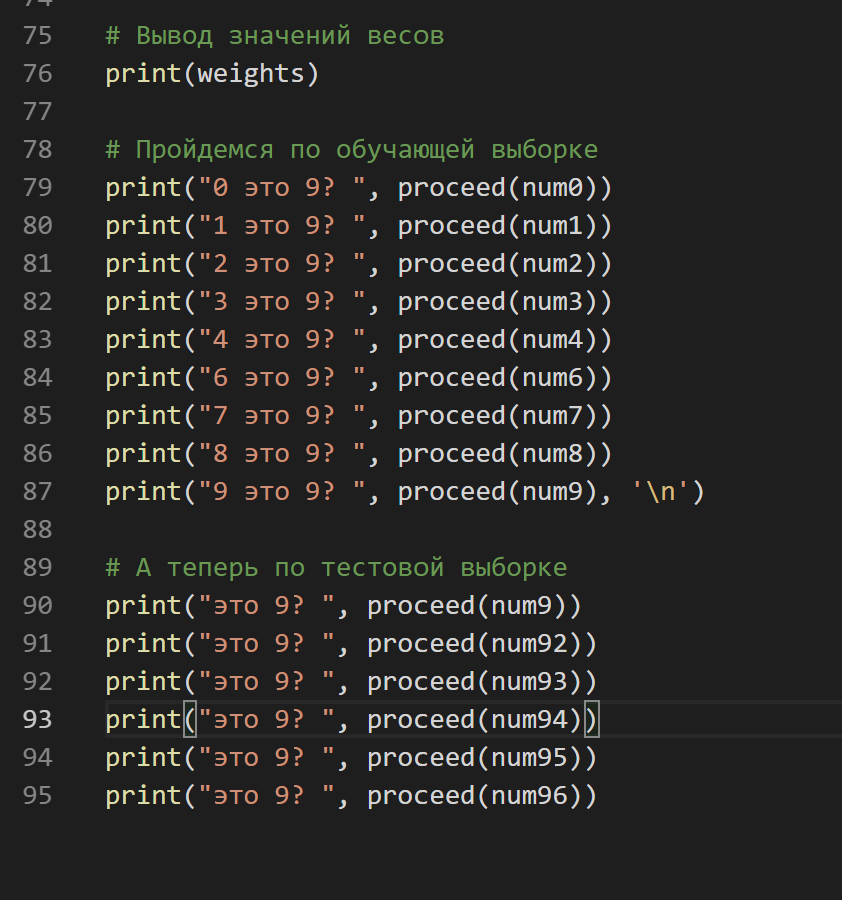 75 # Вывод значений весов
76 print(weights)
77
78 # Пройдемся по обучающей выборке
79 print("0 это 9? ", proceed(num0))
80 print("1 это 9? ", proceed(num1))
81 print("2 это 9? ", proceed(num2))
82 print("3 это 9? ", proceed(num3))
83 print("4 это 9? ", proceed(num4))
84 print("6 это 9? ", proceed(num6))
85 print("7 это 9? ", proceed(num7))
86 print("8 это 9? ", proceed(num8))
87 print("9 это 9? ", proceed(num9), '\n')
88
89 # А теперь по тестовой выборке
90 print("это 9? ", proceed(num9))
91 print("это 9? ", proceed(num92))
92 print("это 9? ", proceed(num93))
93 print("это 9? ", proceed(num94))
94 print("это 9? ", proceed(num95))
95 print("это 9? ", proceed(num96))